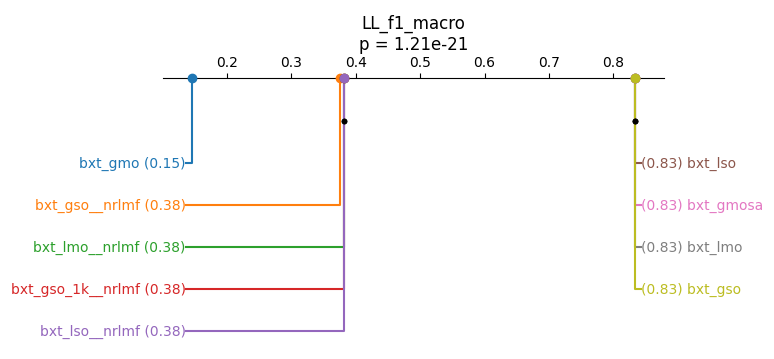 LL_f1_macro
p = 1.21e-21
0.2 0.3 0.4 0.5 0.6 0.7 0.8
bxt_gmo (0.15)
(0.83) bxt_lso
bxt_gso__nrlmf (0.38)
(0.83) bxt_gmosa
bxt_lmo__nrlmf (0.38)
(0.83) bxt_lmo
bxt_gso_1k__nrlmf (0.38)
(0.83) bxt_gso
bxt_lso__nrlmf (0.38)